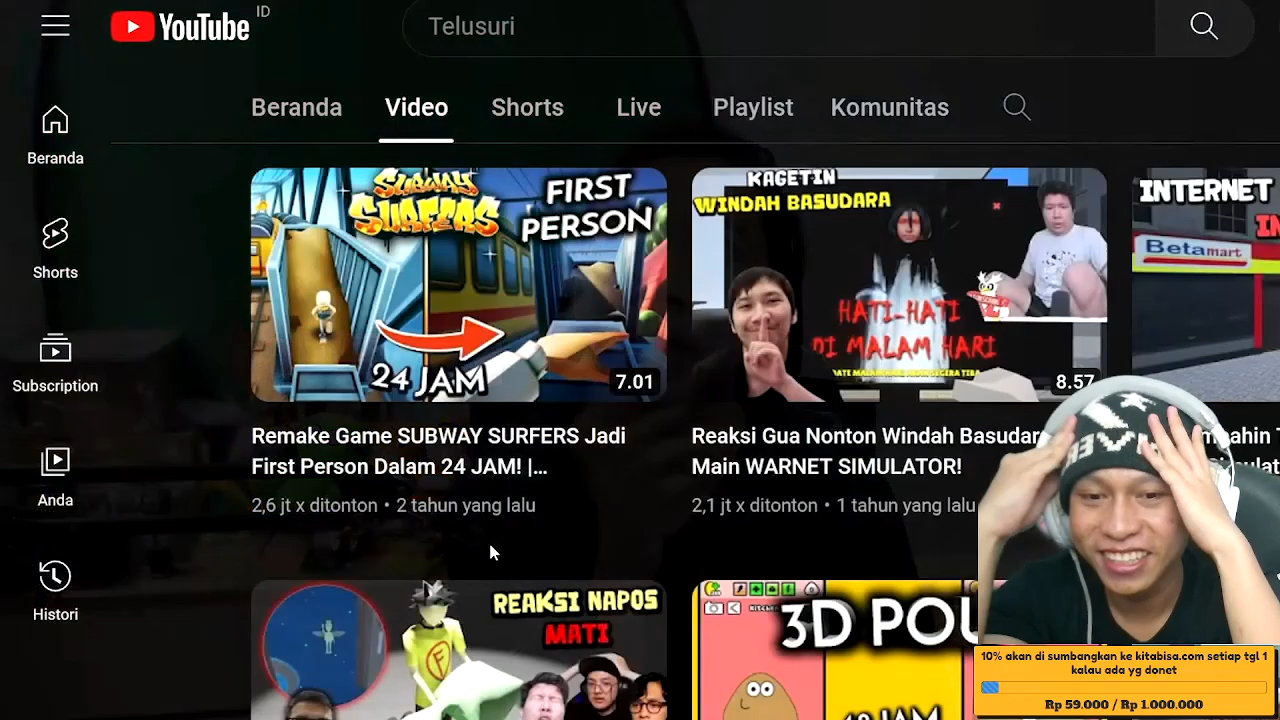 YouTube ID
Telusuri
Beranda Video Shorts Live Playlist Komunitas
Beranda
Shorts
Subscription
Anda
Histori
SUBWAY SURFERS
FIRST PERSON
24 JAM
7.01
Remake Game SUBWAY SURFERS Jadi
First Person Dalam 24 JAM! |...
2,6 jt x ditonton • 2 tahun yang lalu
KAGETIN
WINDAH BASUDARA
HATI-HATI
DI MALAM HARI
8.57
Reaksi Gua Nonton Windah Basudar
Main WARNET SIMULATOR!
2,1 jt x ditonton • 1 tahun yang lalu
INTERNET
Betamart
REAKSI NAPOS
MATI
F
3D POU
48 JAM
10% akan di sumbangkan ke kitabisa.com setiap tgl 1
kalau ada yg donet
Rp 59.000 / Rp 1.000.000